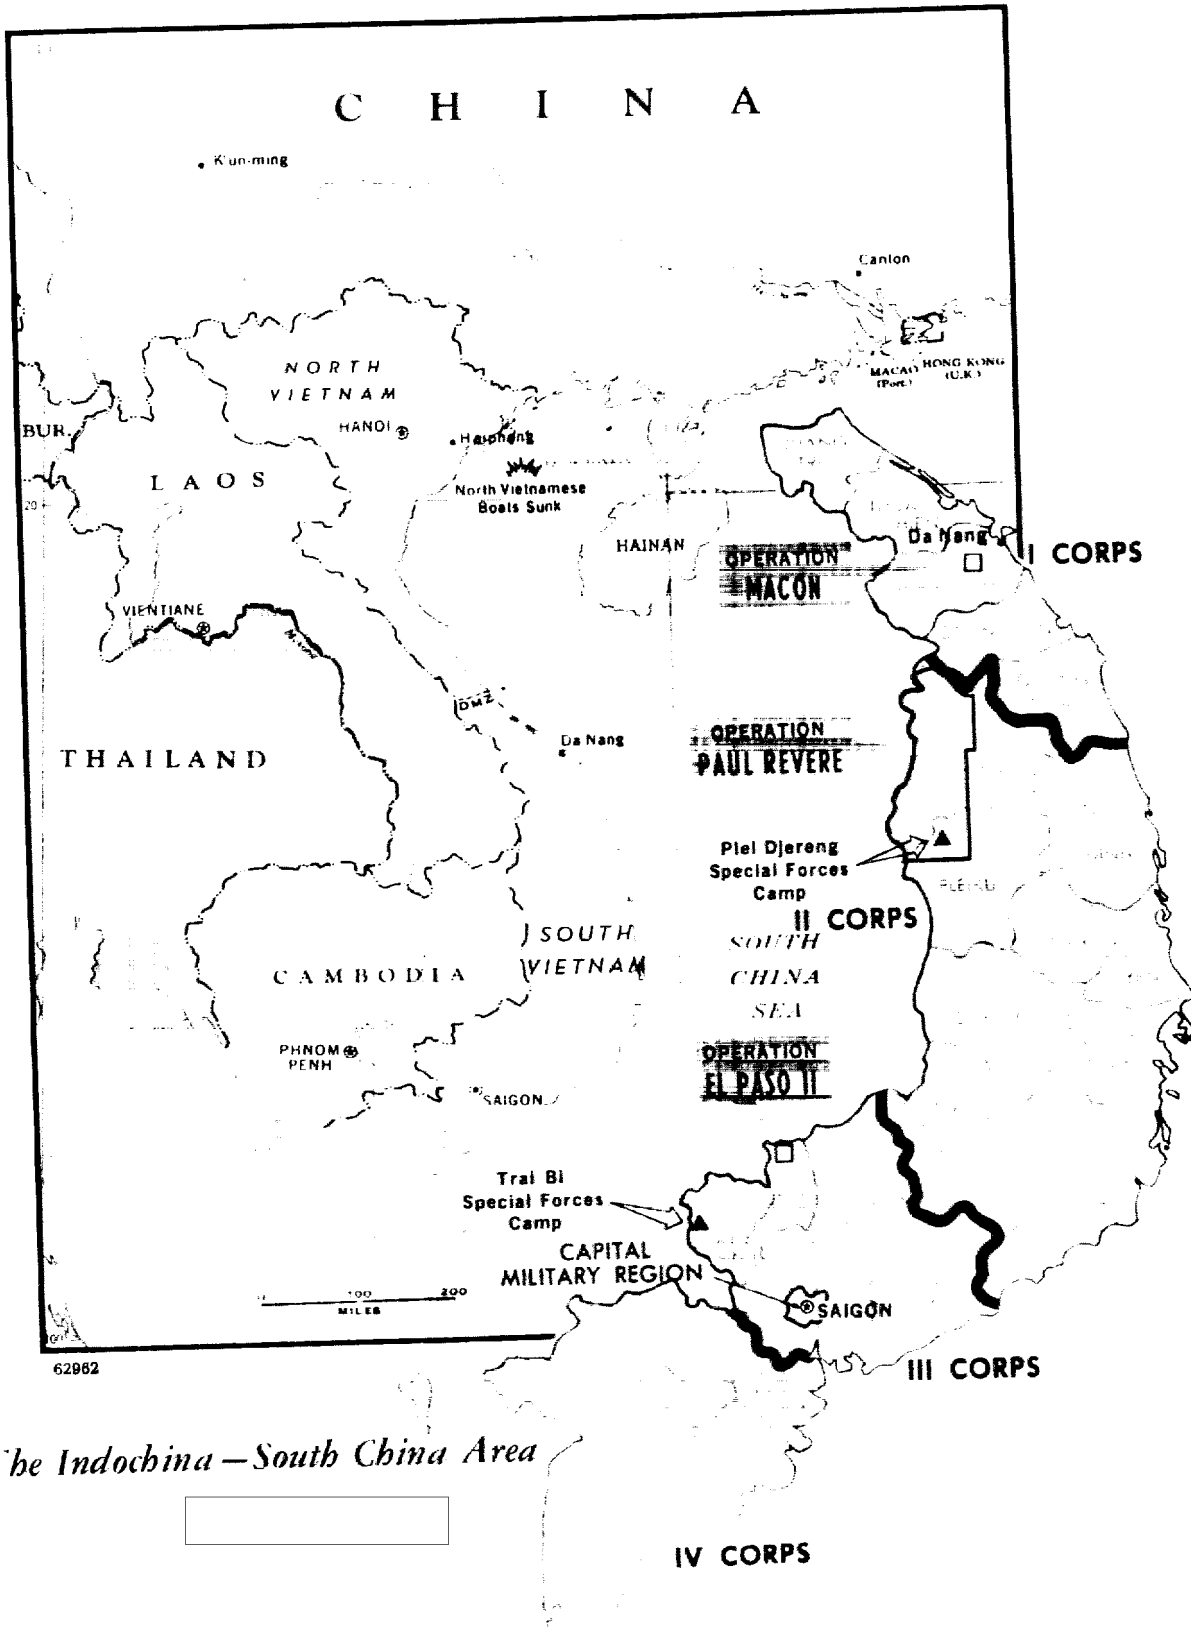 C H I N A
K'un-ming
Canton
MACAO
(Port.)
HONG KONG
(U.K.)
NORTH
VIETNAM
HANOI
Haiphong
BUR.
L A O S
North Vietnamese
Boats Sunk
20
HAINAN
Da Nang
I CORPS
OPERATION
MACON
VIENTIANE
DMZ
Da Nang
OPERATION
PAUL REVERE
THAILAND
Plei Djereng
Special Forces
Camp
PLEIKU
II CORPS
SOUTH
VIETNAM
SOUTH
CHINA
SEA
CAMBODIA
PHNOM
PENH
OPERATION
EL PASO II
SAIGON
Trai Bi
Special Forces
Camp
CAPITAL
MILITARY REGION
SAIGON
100 200
MILES
III CORPS
62962
he Indochina — South China Area
IV CORPS